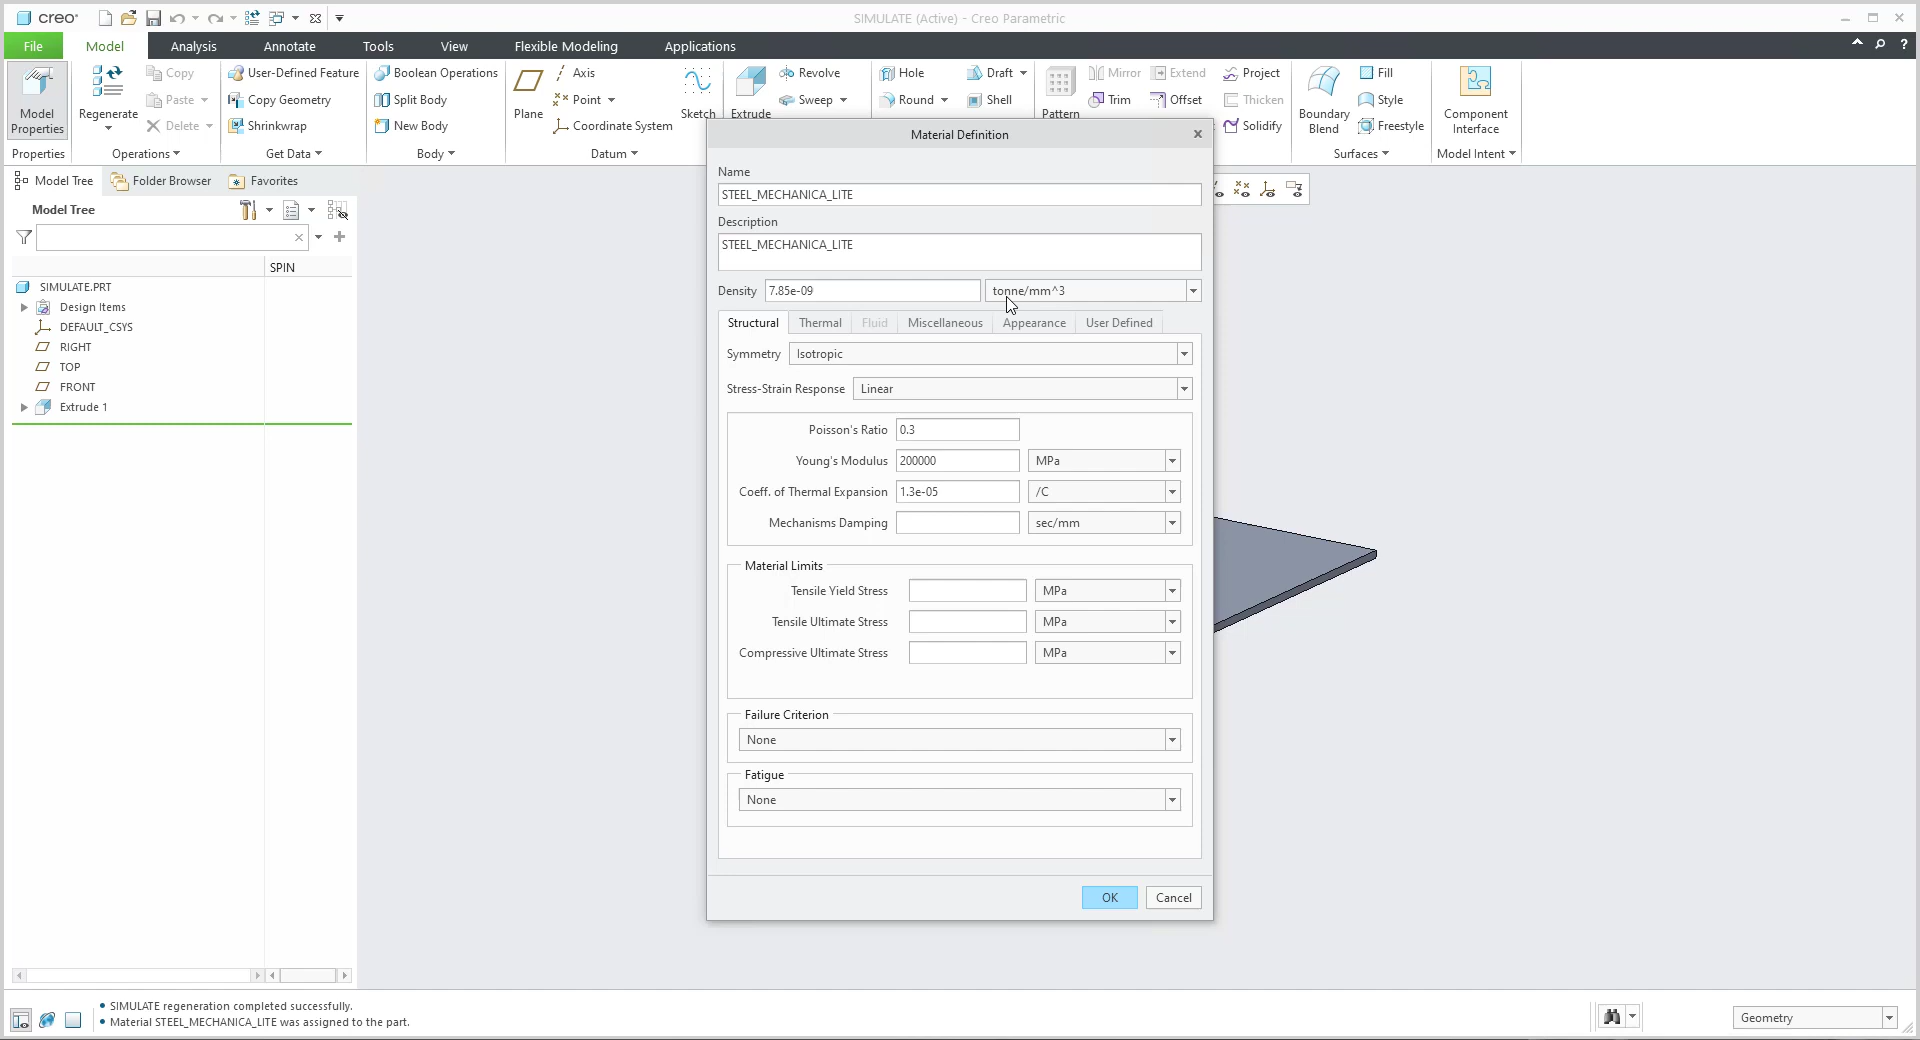 creo
SIMULATE (Active) - Creo Parametric
File Model Analysis Annotate Tools View Flexible Modeling Applications
Model Properties
Regenerate
Copy
Paste
Delete
User-Defined Feature
Copy Geometry
Shrinkwrap
Boolean Operations
Split Body
New Body
Plane
Axis
Point
Coordinate System
Sketch
Extrude
Revolve
Sweep
Hole
Round
Draft
Shell
Pattern
Mirror
Trim
Extend
Offset
Project
Thicken
Solidify
Boundary Blend
Fill
Style
Freestyle
Component Interface
Properties Operations Get Data Body Datum Surfaces Model Intent
Model Tree Folder Browser Favorites
Model Tree
SPIN
SIMULATE.PRT
Design Items
DEFAULT_CSYS
RIGHT
TOP
FRONT
Extrude 1
Material Definition
Name
STEEL_MECHANICA_LITE
Description
STEEL_MECHANICA_LITE
Density 7.85e-09 tonne/mm^3
Structural Thermal Fluid Miscellaneous Appearance User Defined
Symmetry Isotropic
Stress-Strain Response Linear
Poisson's Ratio 0.3
Young's Modulus 200000 MPa
Coeff. of Thermal Expansion 1.3e-05 /C
Mechanisms Damping sec/mm
Material Limits
Tensile Yield Stress MPa
Tensile Ultimate Stress MPa
Compressive Ultimate Stress MPa
Failure Criterion
None
Fatigue
None
OK Cancel
• SIMULATE regeneration completed successfully.
• Material STEEL_MECHANICA_LITE was assigned to the part.
Geometry